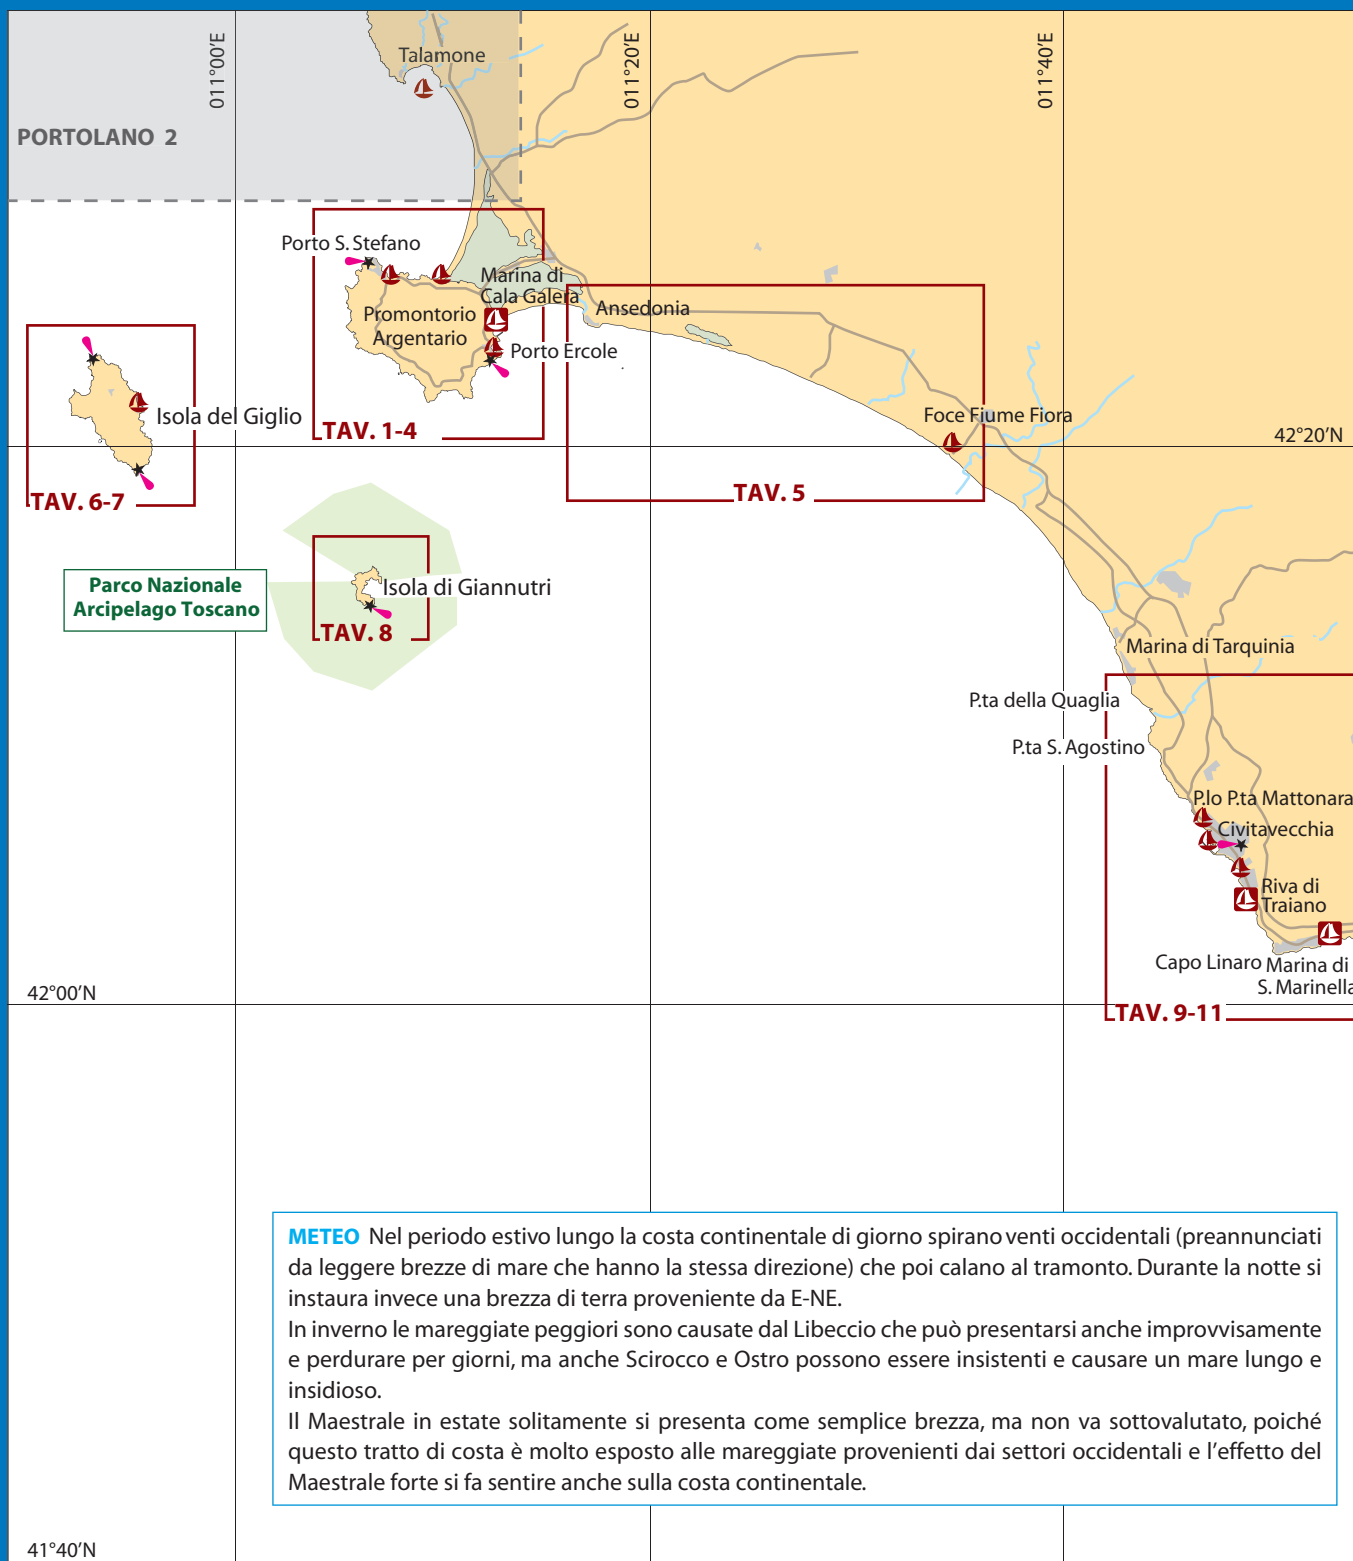 011°00'E
011°20'E
011°40'E
Talamone
PORTOLANO 2
Porto S. Stefano
Marina di
Cala Galera
Promontorio
Argentario
Ansedonia
Porto Ercole
Isola del Giglio
Foce Fiume Fiora
TAV. 1-4
42°20'N
TAV. 6-7
TAV. 5
Parco Nazionale
Arcipelago Toscano
Isola di Giannutri
TAV. 8
Marina di Tarquinia
P.ta della Quaglia
P.ta S. Agostino
P.lo P.ta Mattonara
Civitavecchia
Riva di
Traiano
Capo Linaro
Marina di
S. Marinella
42°00'N
TAV. 9-11
METEO Nel periodo estivo lungo la costa continentale di giorno spirano venti occidentali (preannunciati
da leggere brezze di mare che hanno la stessa direzione) che poi calano al tramonto. Durante la notte si
instaura invece una brezza di terra proveniente da E-NE.
In inverno le mareggiate peggiori sono causate dal Libeccio che può presentarsi anche improvvisamente
e perdurare per giorni, ma anche Scirocco e Ostro possono essere insistenti e causare un mare lungo e
insidioso.
Il Maestrale in estate solitamente si presenta come semplice brezza, ma non va sottovalutato, poiché
questo tratto di costa è molto esposto alle mareggiate provenienti dai settori occidentali e l'effetto del
Maestrale forte si fa sentire anche sulla costa continentale.
41°40'N